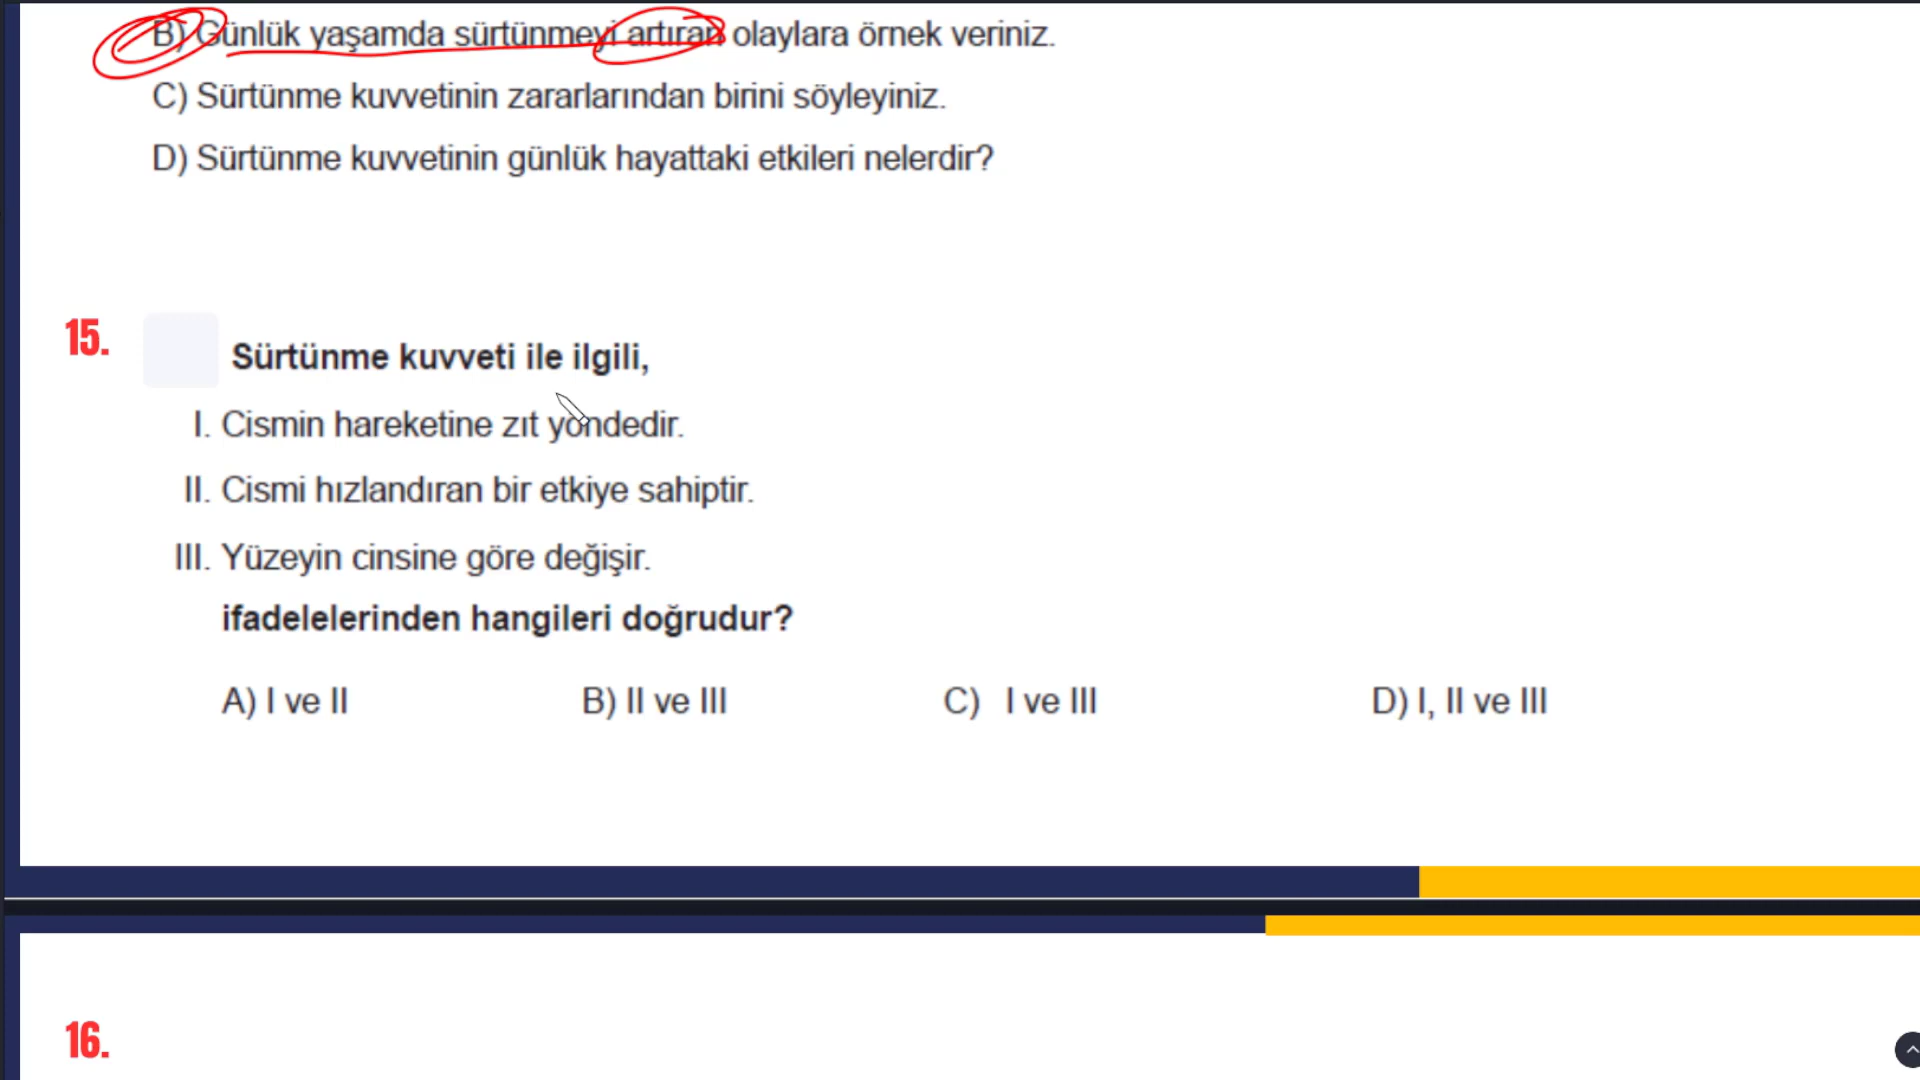 B) Günlük yaşamda sürtünmeyi artıran olaylara örnek veriniz.
C) Sürtünme kuvvetinin zararlarından birini söyleyiniz.
D) Sürtünme kuvvetinin günlük hayattaki etkileri nelerdir?
15.
Sürtünme kuvveti ile ilgili,
I. Cismin hareketine zıt yöndedir.
II. Cismi hızlandıran bir etkiye sahiptir.
III. Yüzeyin cinsine göre değişir.
ifadelelerinden hangileri doğrudur?
A) I ve II B) II ve III C) I ve III D) I, II ve III
16.